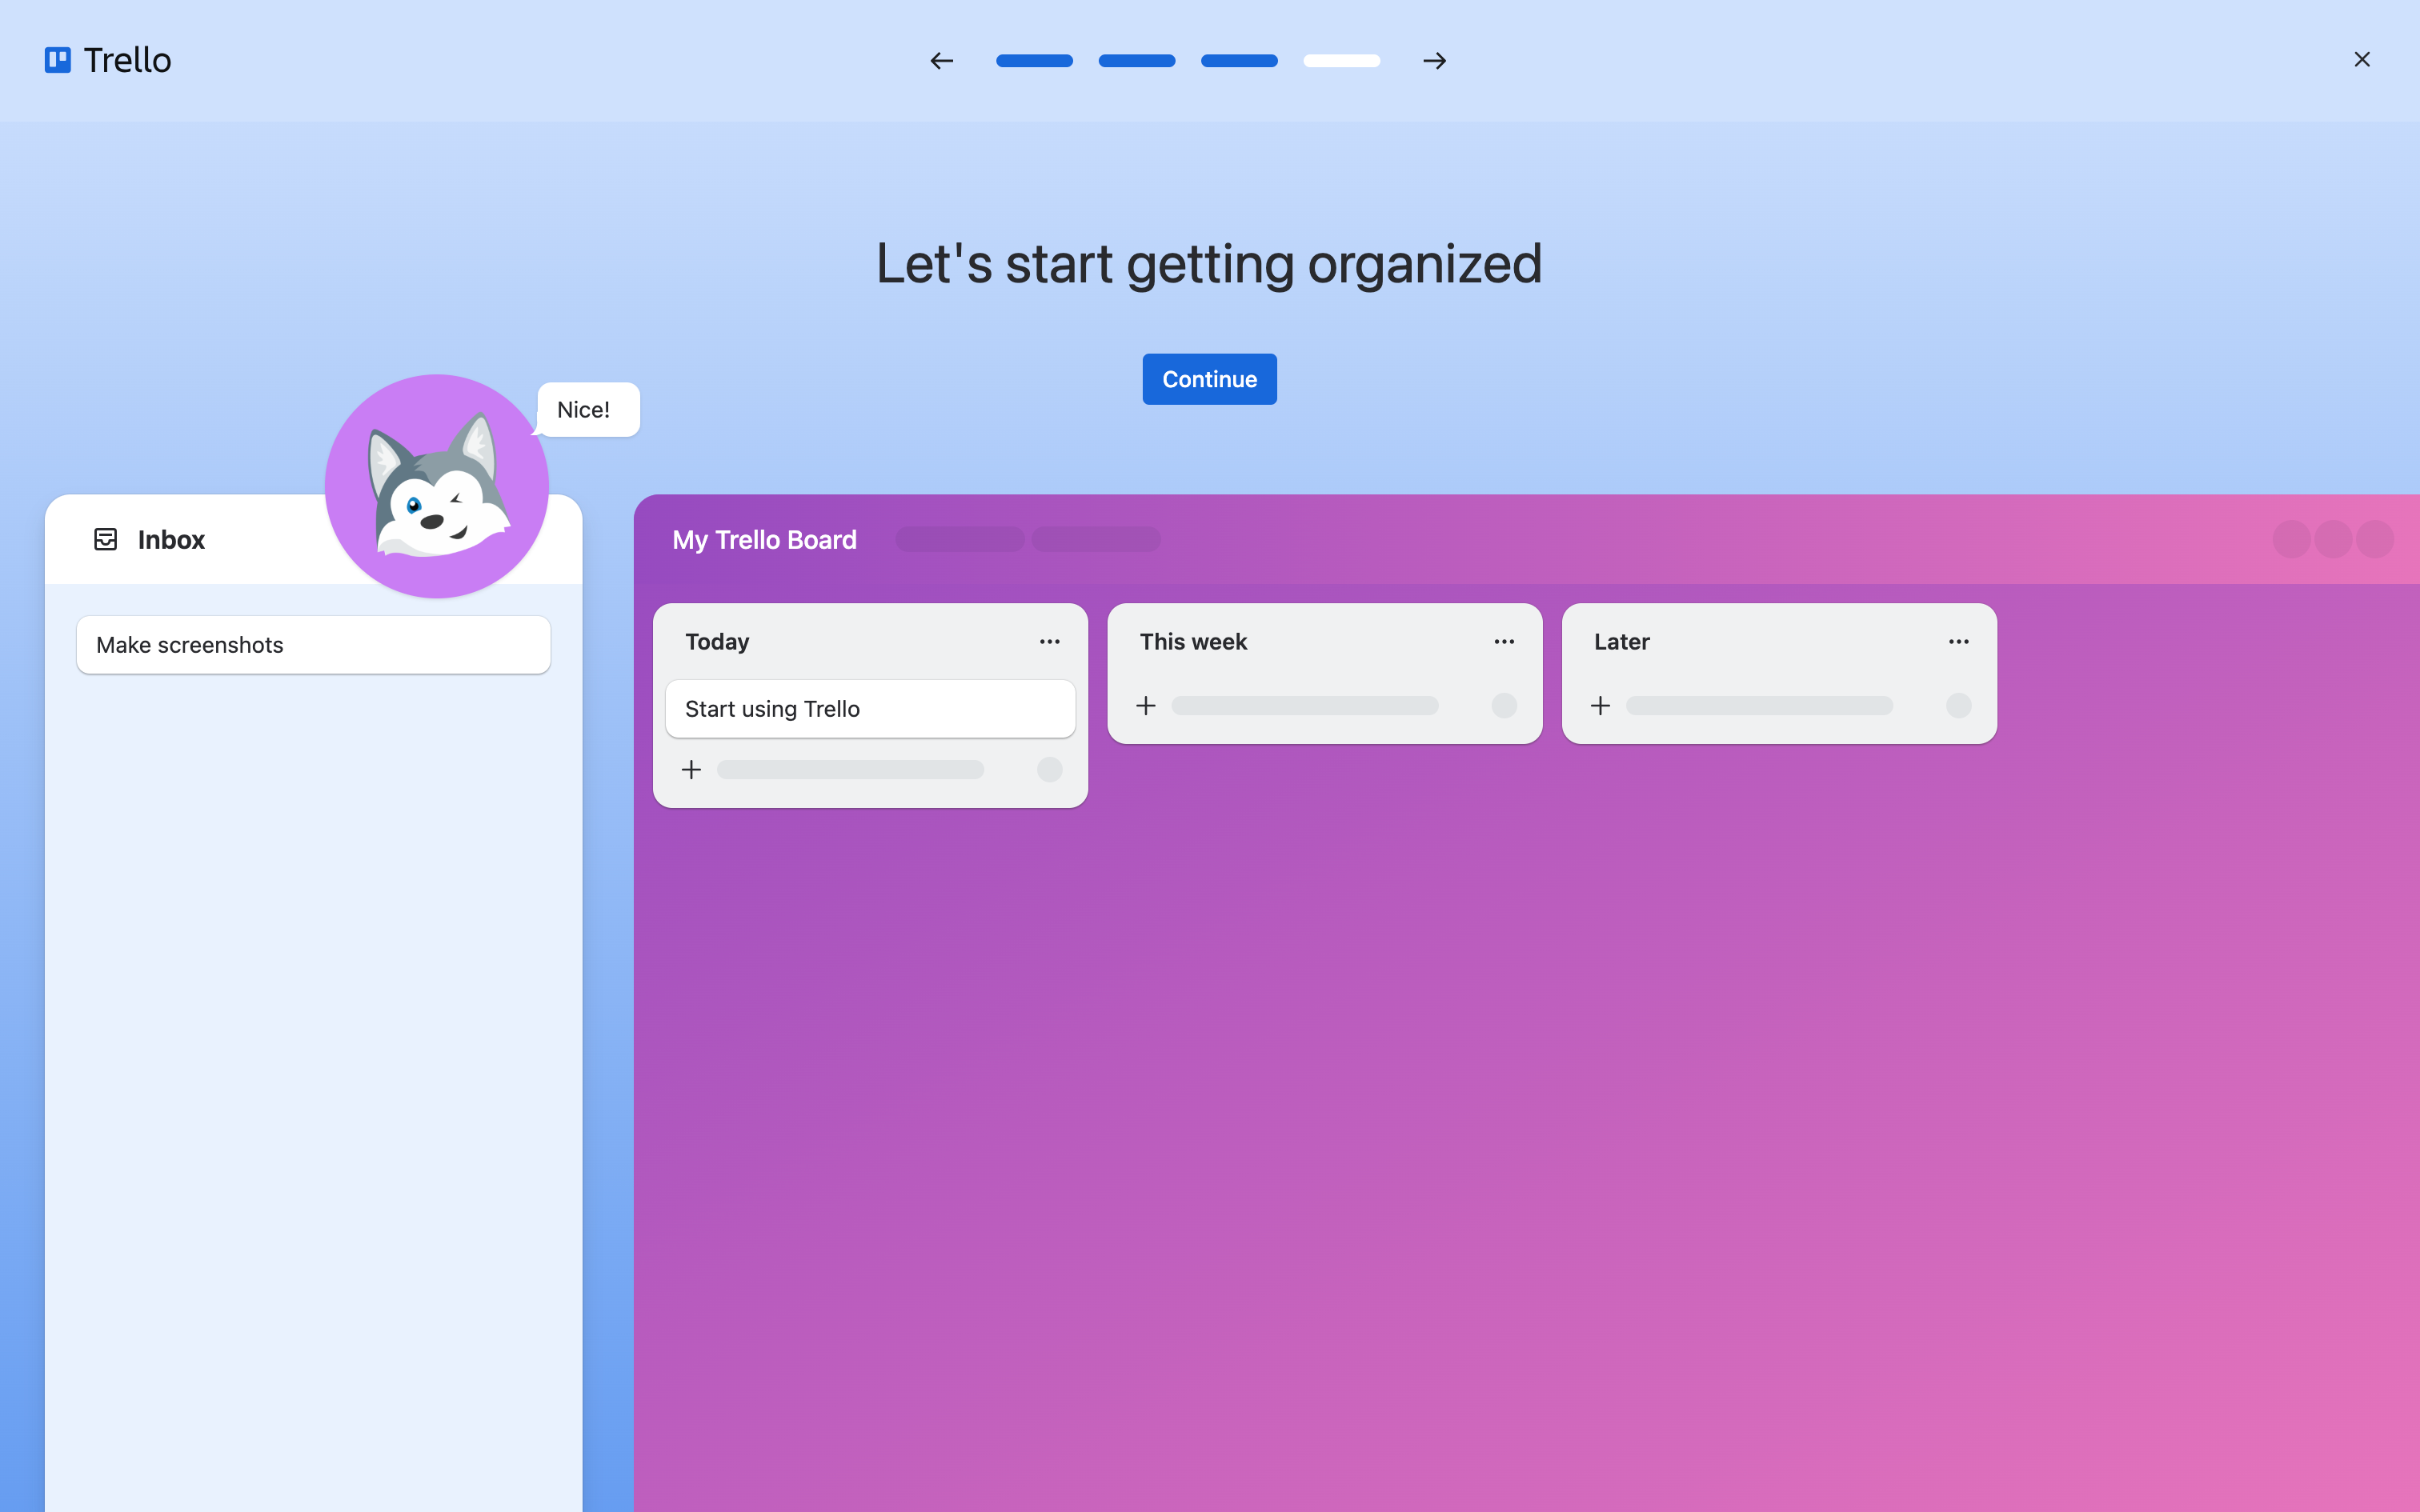 Trello
Let's start getting organized
Continue
Nice!
Inbox
Make screenshots
My Trello Board
Today
Start using Trello
This week
Later